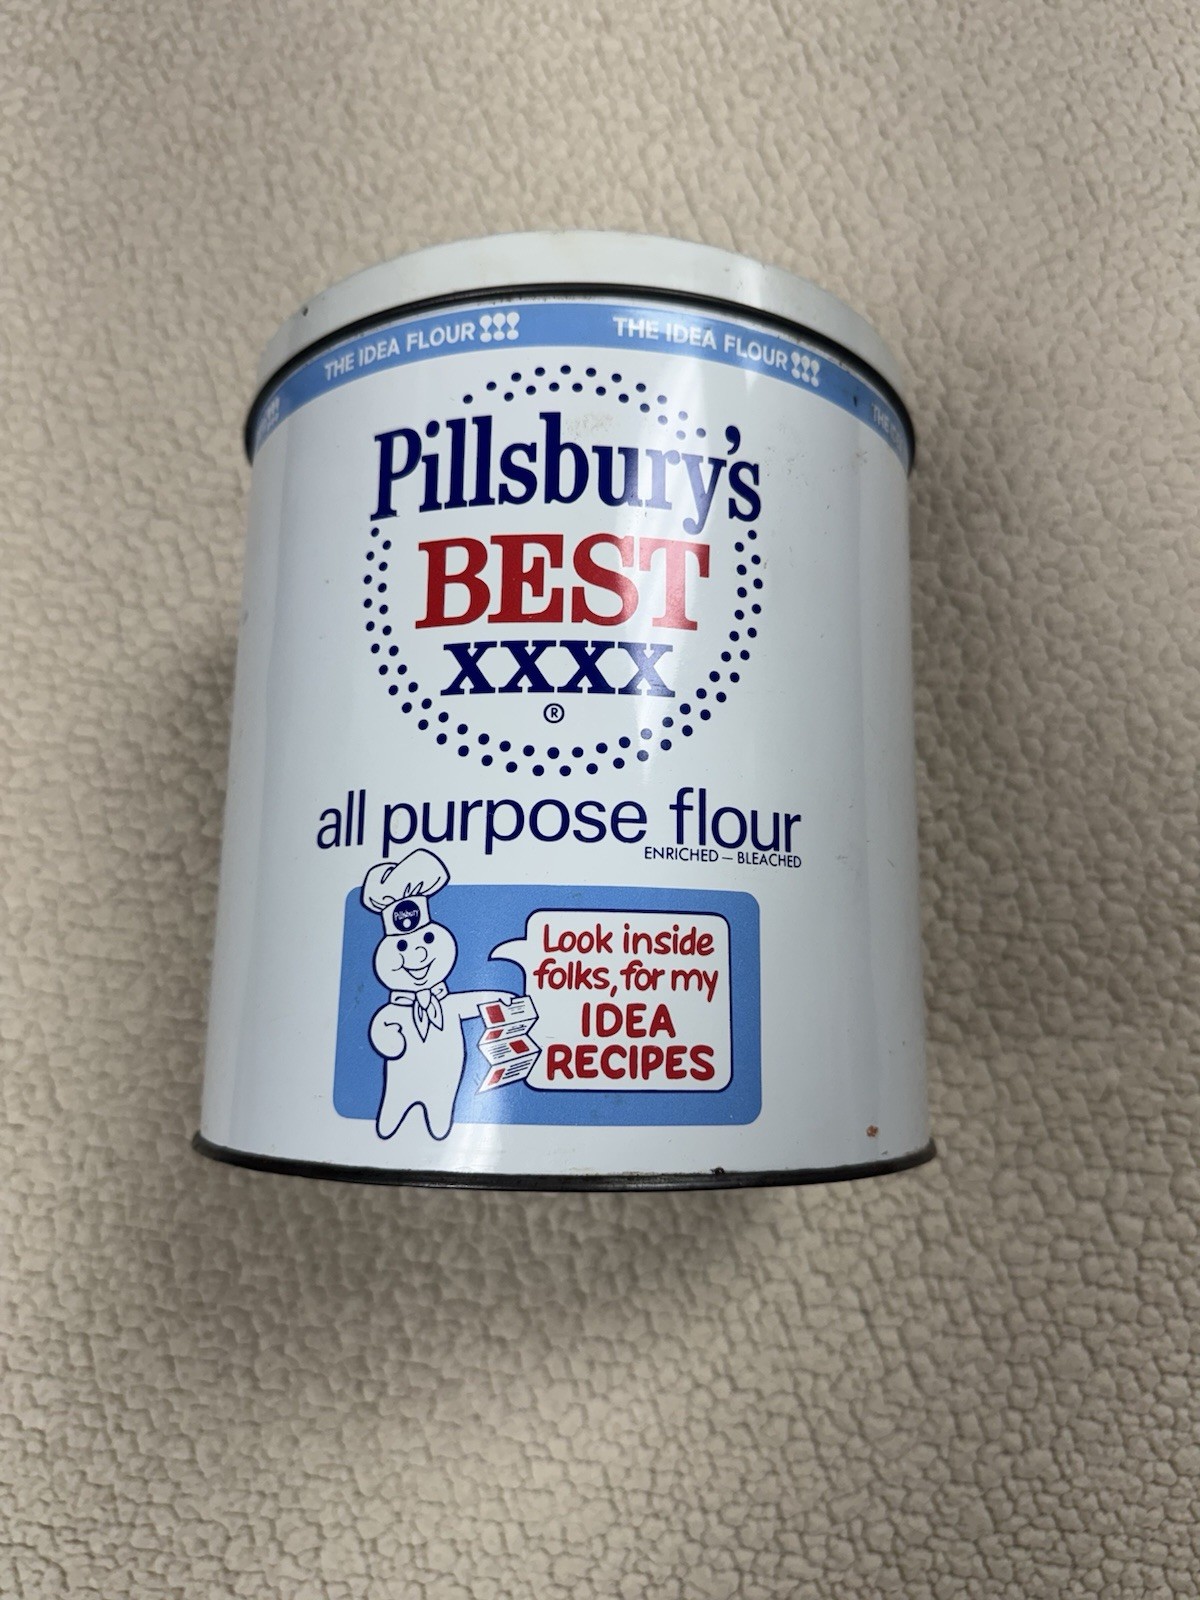 THE IDEA FLOUR!!! THE IDEA FLOUR!!! THE
Pillsbury's
BEST
XXXX
®
all purpose flour
ENRICHED — BLEACHED
Pillsbury
Look inside
folks, for my
IDEA
RECIPES